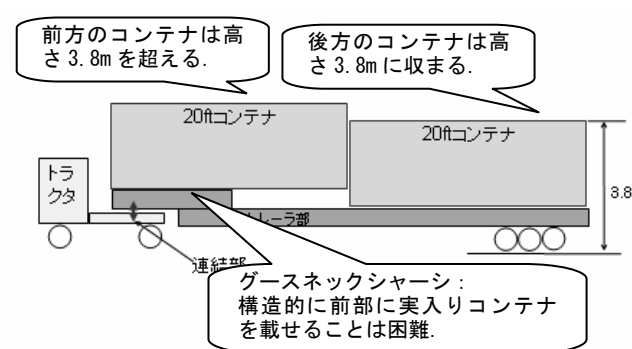 前方のコンテナは高
さ 3.8m を超える.
後方のコンテナは高
さ 3.8m に収まる.
20ftコンテナ
20ftコンテナ
トラ
クタ
3.8
レーラ部
連結部
グースネックシャーシ：
構造的に前部に実入りコンテナ
を載せることは困難.